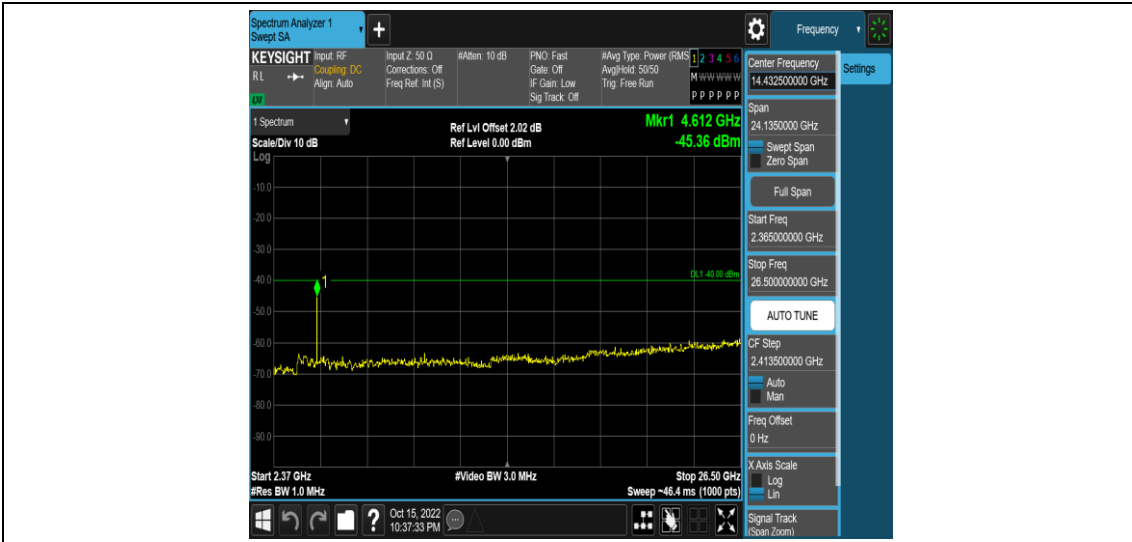 Spectrum Analyzer 1
Swept SA
Frequency
KEYSIGHT
RL
LXI
Input: RF
Coupling: DC
Align: Auto
Input Z: 50 Ω
Corrections: Off
Freq Ref: Int (S)
#Atten: 10 dB
PNO: Fast
Gate: Off
IF Gain: Low
Sig Track: Off
#Avg Type: Power (RMS
Avg|Hold: 50/50
Trig: Free Run
1 2 3 4 5 6
M W W W W W
P P P P P P
1 Spectrum
Scale/Div 10 dB
Ref Lvl Offset 2.02 dB
Ref Level 0.00 dBm
Mkr1 4.612 GHz
-45.36 dBm
Log
-10.0
-20.0
-30.0
-40.0
-50.0
-60.0
-70.0
-80.0
-90.0
1
DL1 -40.00 dBm
Start 2.37 GHz
#Res BW 1.0 MHz
#Video BW 3.0 MHz
Stop 26.50 GHz
Sweep ~46.4 ms (1000 pts)
Oct 15, 2022
10:37:33 PM
Center Frequency
14.432500000 GHz
Settings
Span
24.1350000 GHz
Swept Span
Zero Span
Full Span
Start Freq
2.365000000 GHz
Stop Freq
26.500000000 GHz
AUTO TUNE
CF Step
2.413500000 GHz
Auto
Man
Freq Offset
0 Hz
X Axis Scale
Log
Lin
Signal Track
(Span Zoom)